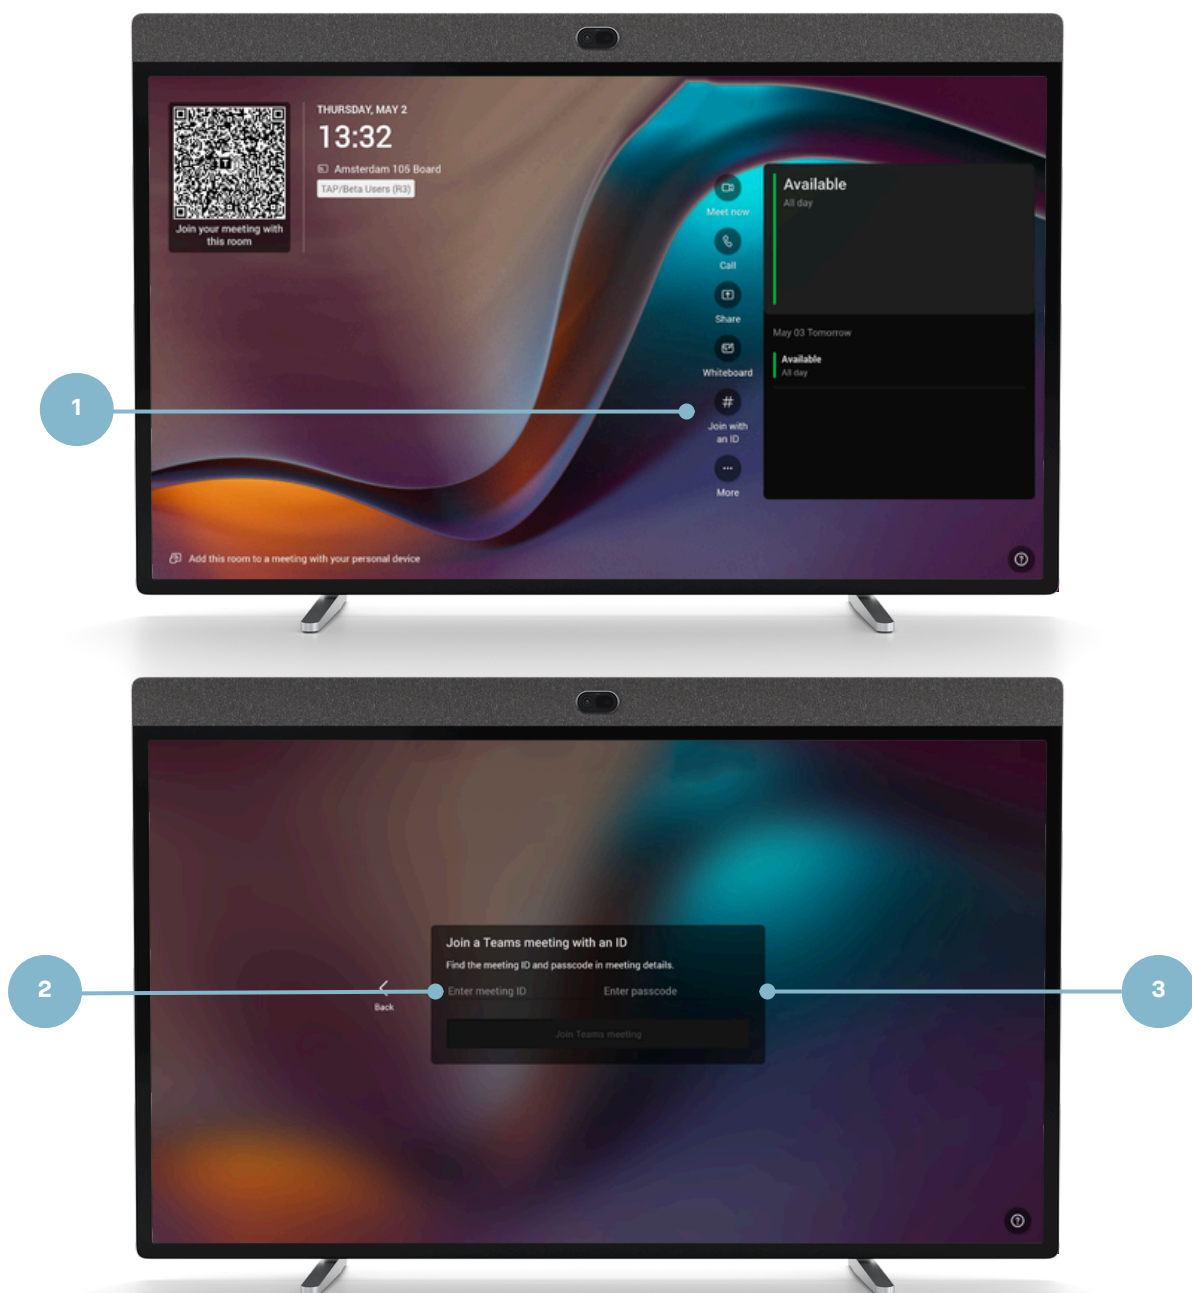 THURSDAY, MAY 2
13:32
Amsterdam 105 Board
TAP/Beta Users (R3)
Join your meeting with
this room
Meet now
Call
Share
Whiteboard
#
Join with
an ID
More
Available
All day
May 03 Tomorrow
Available
All day
Add this room to a meeting with your personal device
1
Join a Teams meeting with an ID
Find the meeting ID and passcode in meeting details.
Enter meeting ID Enter passcode
Join Teams meeting
Back
2
3